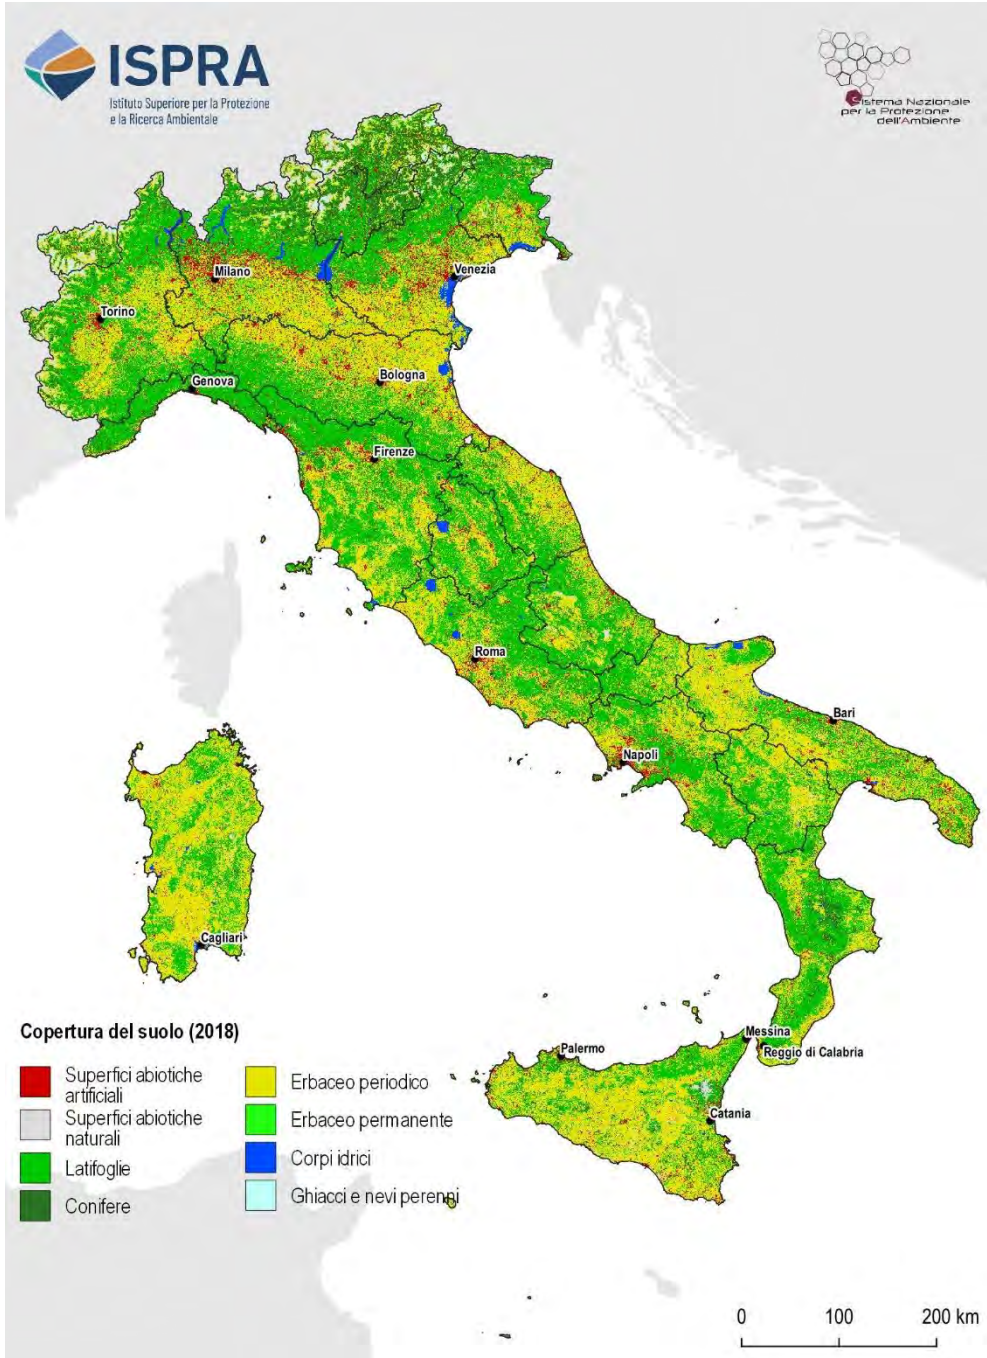 ISPRA
Istituto Superiore per la Protezione
e la Ricerca Ambientale
Sistema Nazionale
per la Protezione
dell'Ambiente
Milano
Venezia
Torino
Genova
Bologna
Firenze
Roma
Bari
Napoli
Cagliari
Messina
Palermo
Reggio di Calabria
Catania
Copertura del suolo (2018)
Superfici abiotiche
artificiali
Superfici abiotiche
naturali
Latifoglie
Conifere
Erbaceo periodico
Erbaceo permanente
Corpi idrici
Ghiacci e nevi perenni
0 100 200 km